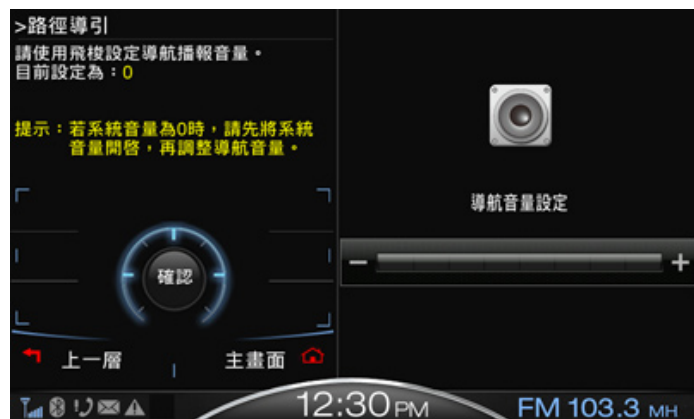 >路徑導引
請使用飛梭設定導航播報音量。
目前設定為：0
提示：若系統音量為0時，請先將系統
音量開啓，再調整導航音量。
導航音量設定
確認
− +
上一層
主畫面
12:30 PM
FM 103.3 MH